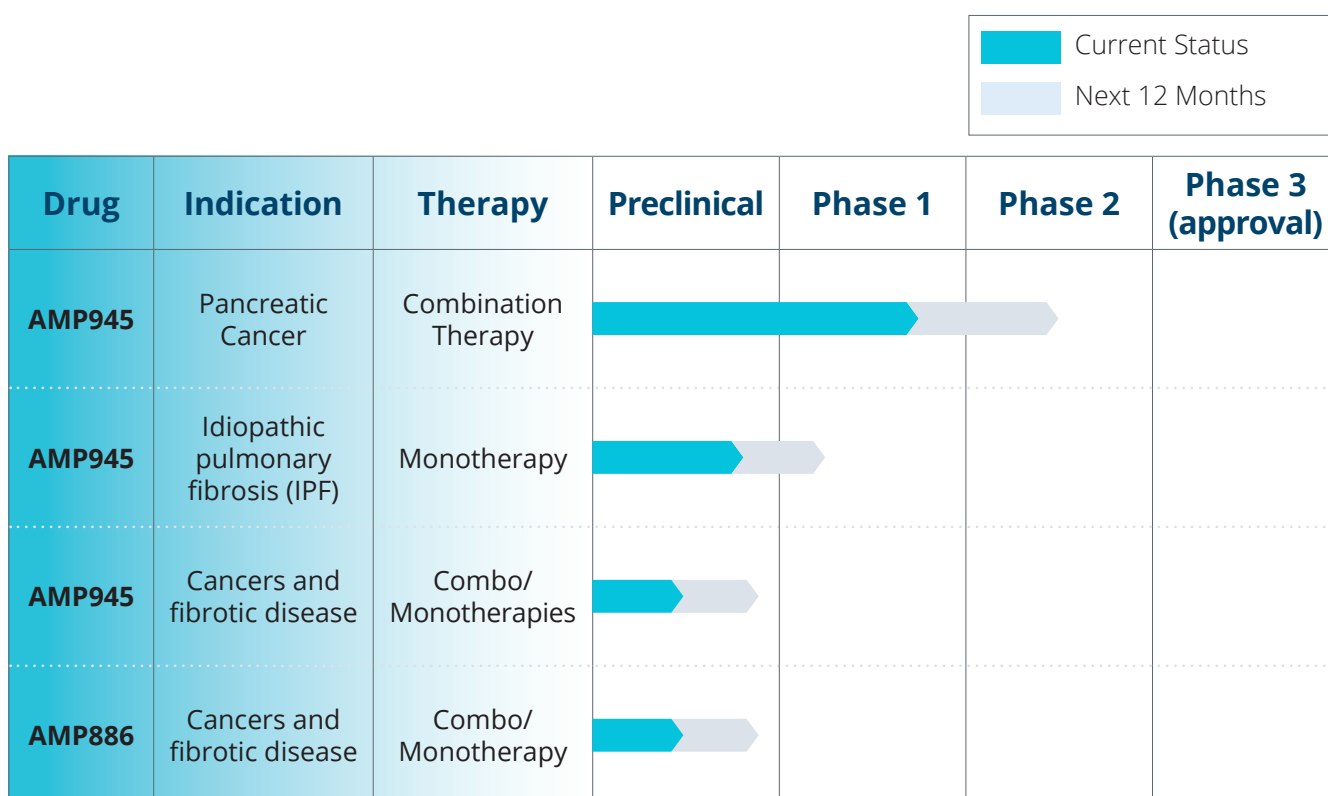 Current Status
Next 12 Months
Drug
Indication
Therapy
Preclinical
Phase 1
Phase 2
Phase 3
(approval)
AMP945
Pancreatic
Cancer
Combination
Therapy
AMP945
Idiopathic
pulmonary
fibrosis (IPF)
Monotherapy
AMP945
Cancers and
fibrotic disease
Combo/
Monotherapies
AMP886
Cancers and
fibrotic disease
Combo/
Monotherapy